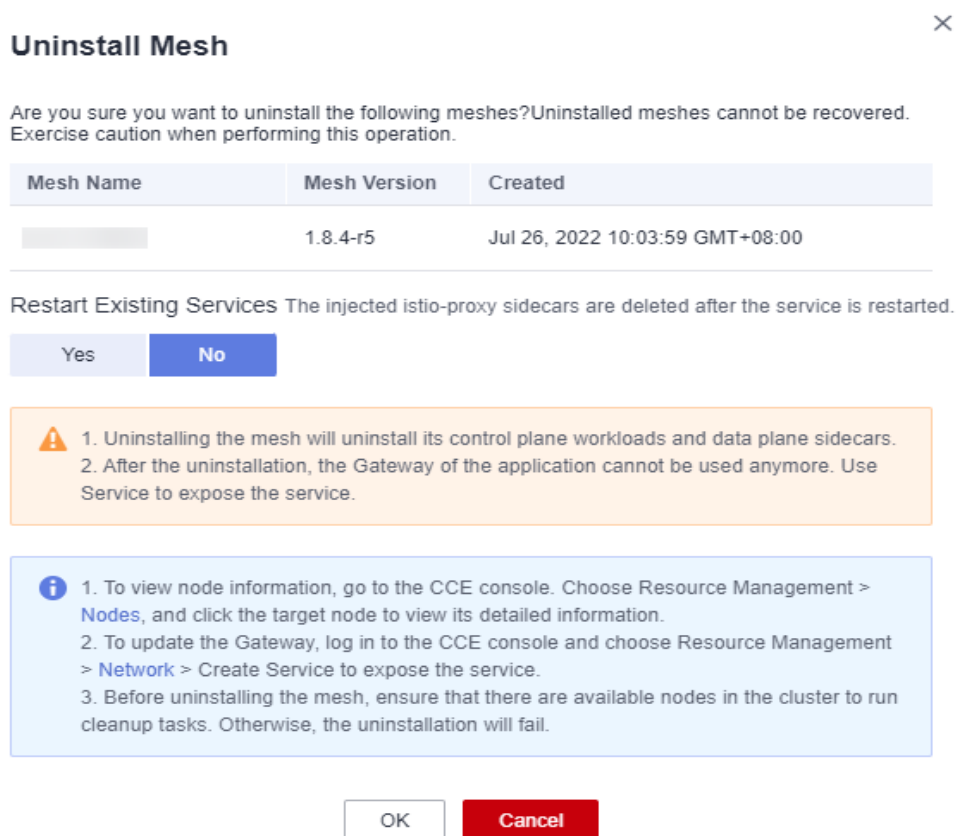 Uninstall Mesh
Are you sure you want to uninstall the following meshes?Uninstalled meshes cannot be recovered.
Exercise caution when performing this operation.
Mesh Name Mesh Version Created
1.8.4-r5 Jul 26, 2022 10:03:59 GMT+08:00
Restart Existing Services The injected istio-proxy sidecars are deleted after the service is restarted.
Yes No
1. Uninstalling the mesh will uninstall its control plane workloads and data plane sidecars.
2. After the uninstallation, the Gateway of the application cannot be used anymore. Use
Service to expose the service.
1. To view node information, go to the CCE console. Choose Resource Management >
Nodes, and click the target node to view its detailed information.
2. To update the Gateway, log in to the CCE console and choose Resource Management
> Network > Create Service to expose the service.
3. Before uninstalling the mesh, ensure that there are available nodes in the cluster to run
cleanup tasks. Otherwise, the uninstallation will fail.
OK Cancel